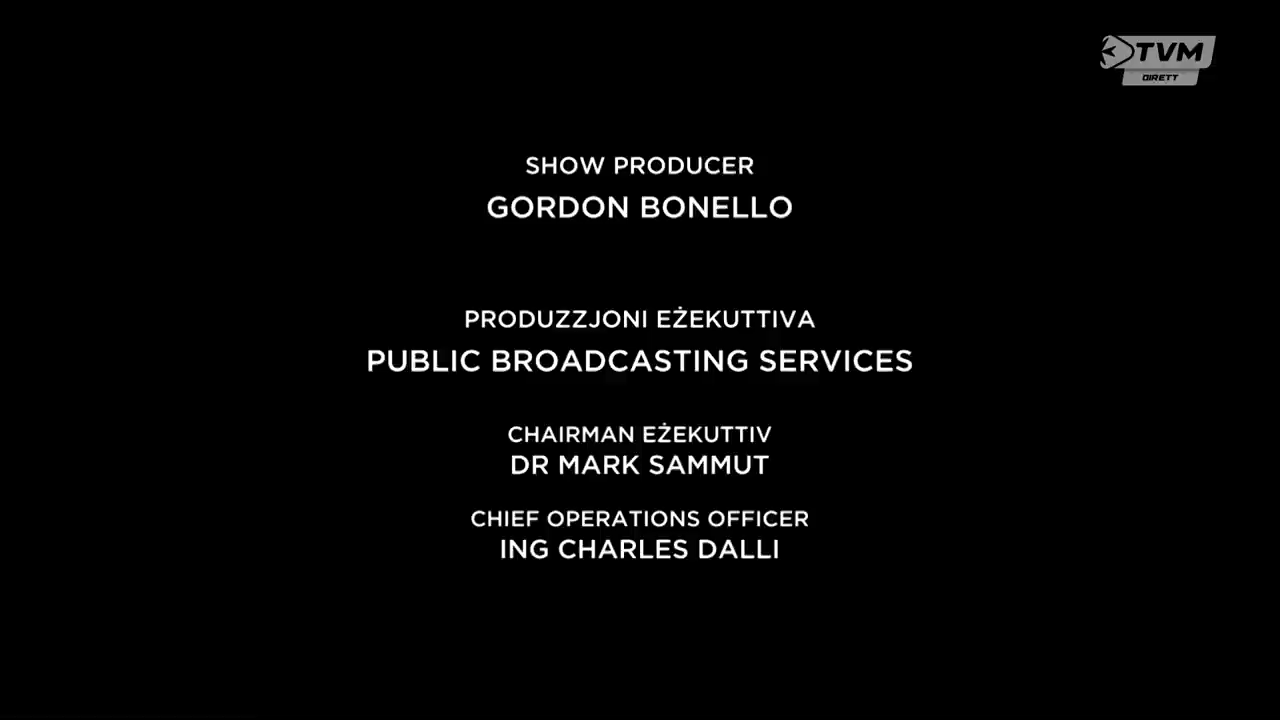 TVM
DIRETT
SHOW PRODUCER
GORDON BONELLO
PRODUZZJONI EŻEKUTTIVA
PUBLIC BROADCASTING SERVICES
CHAIRMAN EŻEKUTTIV
DR MARK SAMMUT
CHIEF OPERATIONS OFFICER
ING CHARLES DALLI